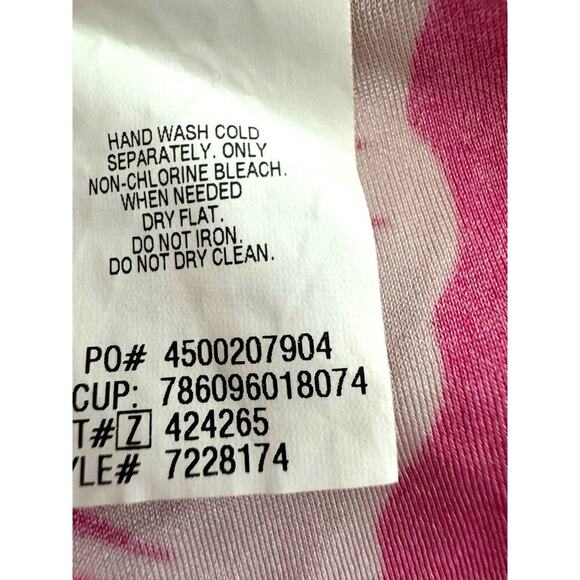 HAND WASH COLD
SEPARATELY. ONLY
NON-CHLORINE BLEACH.
WHEN NEEDED
DRY FLAT.
DO NOT IRON.
DO NOT DRY CLEAN.
PO# 4500207904
CUP: 786096018074
T# Z 424265
YLE# 7228174